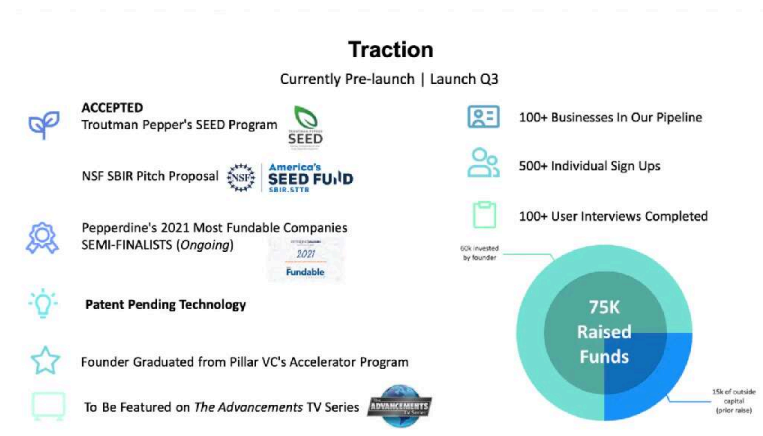 Traction
Currently Pre-launch | Launch Q3
ACCEPTED
Troutman Pepper's SEED Program
SEED
NSF SBIR Pitch Proposal
NSF
America's
SEED FUND
SBIR.STTR
Pepperdine's 2021 Most Fundable Companies
SEMI-FINALISTS (Ongoing)
2021
Fundable
Patent Pending Technology
Founder Graduated from Pillar VC's Accelerator Program
To Be Featured on The Advancements TV Series
The
ADVANCEMENTS
TV Series
100+ Businesses In Our Pipeline
500+ Individual Sign Ups
100+ User Interviews Completed
60k invested
by founder
75K
Raised
Funds
15k of outside
capital
(prior raise)